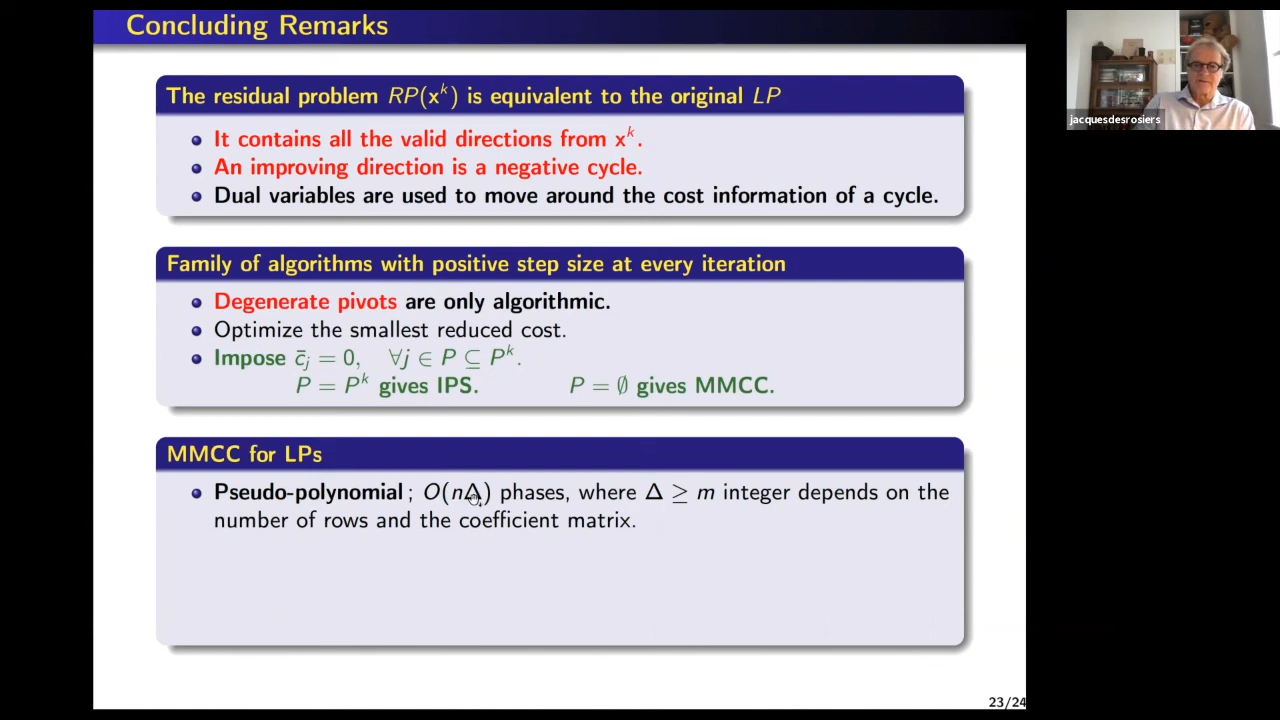 Concluding Remarks
jacquesdesrosiers
The residual problem RP(x^k) is equivalent to the original LP
It contains all the valid directions from x^k.
An improving direction is a negative cycle.
Dual variables are used to move around the cost information of a cycle.
Family of algorithms with positive step size at every iteration
Degenerate pivots are only algorithmic.
Optimize the smallest reduced cost.
Impose c̄_j = 0, ∀j ∈ P ⊆ P^k.
P = P^k gives IPS. P = ∅ gives MMCC.
MMCC for LPs
Pseudo-polynomial ; O(nΔ) phases, where Δ ≥ m integer depends on the
number of rows and the coefficient matrix.
23/24